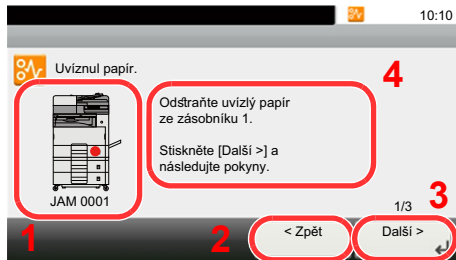 10:10
Uvíznul papír.
4
Odstraňte uvízlý papír
ze zásobníku 1.
Stiskněte [Další >] a
následujte pokyny.
JAM 0001
1/3
3
1
2
< Zpět
Další >